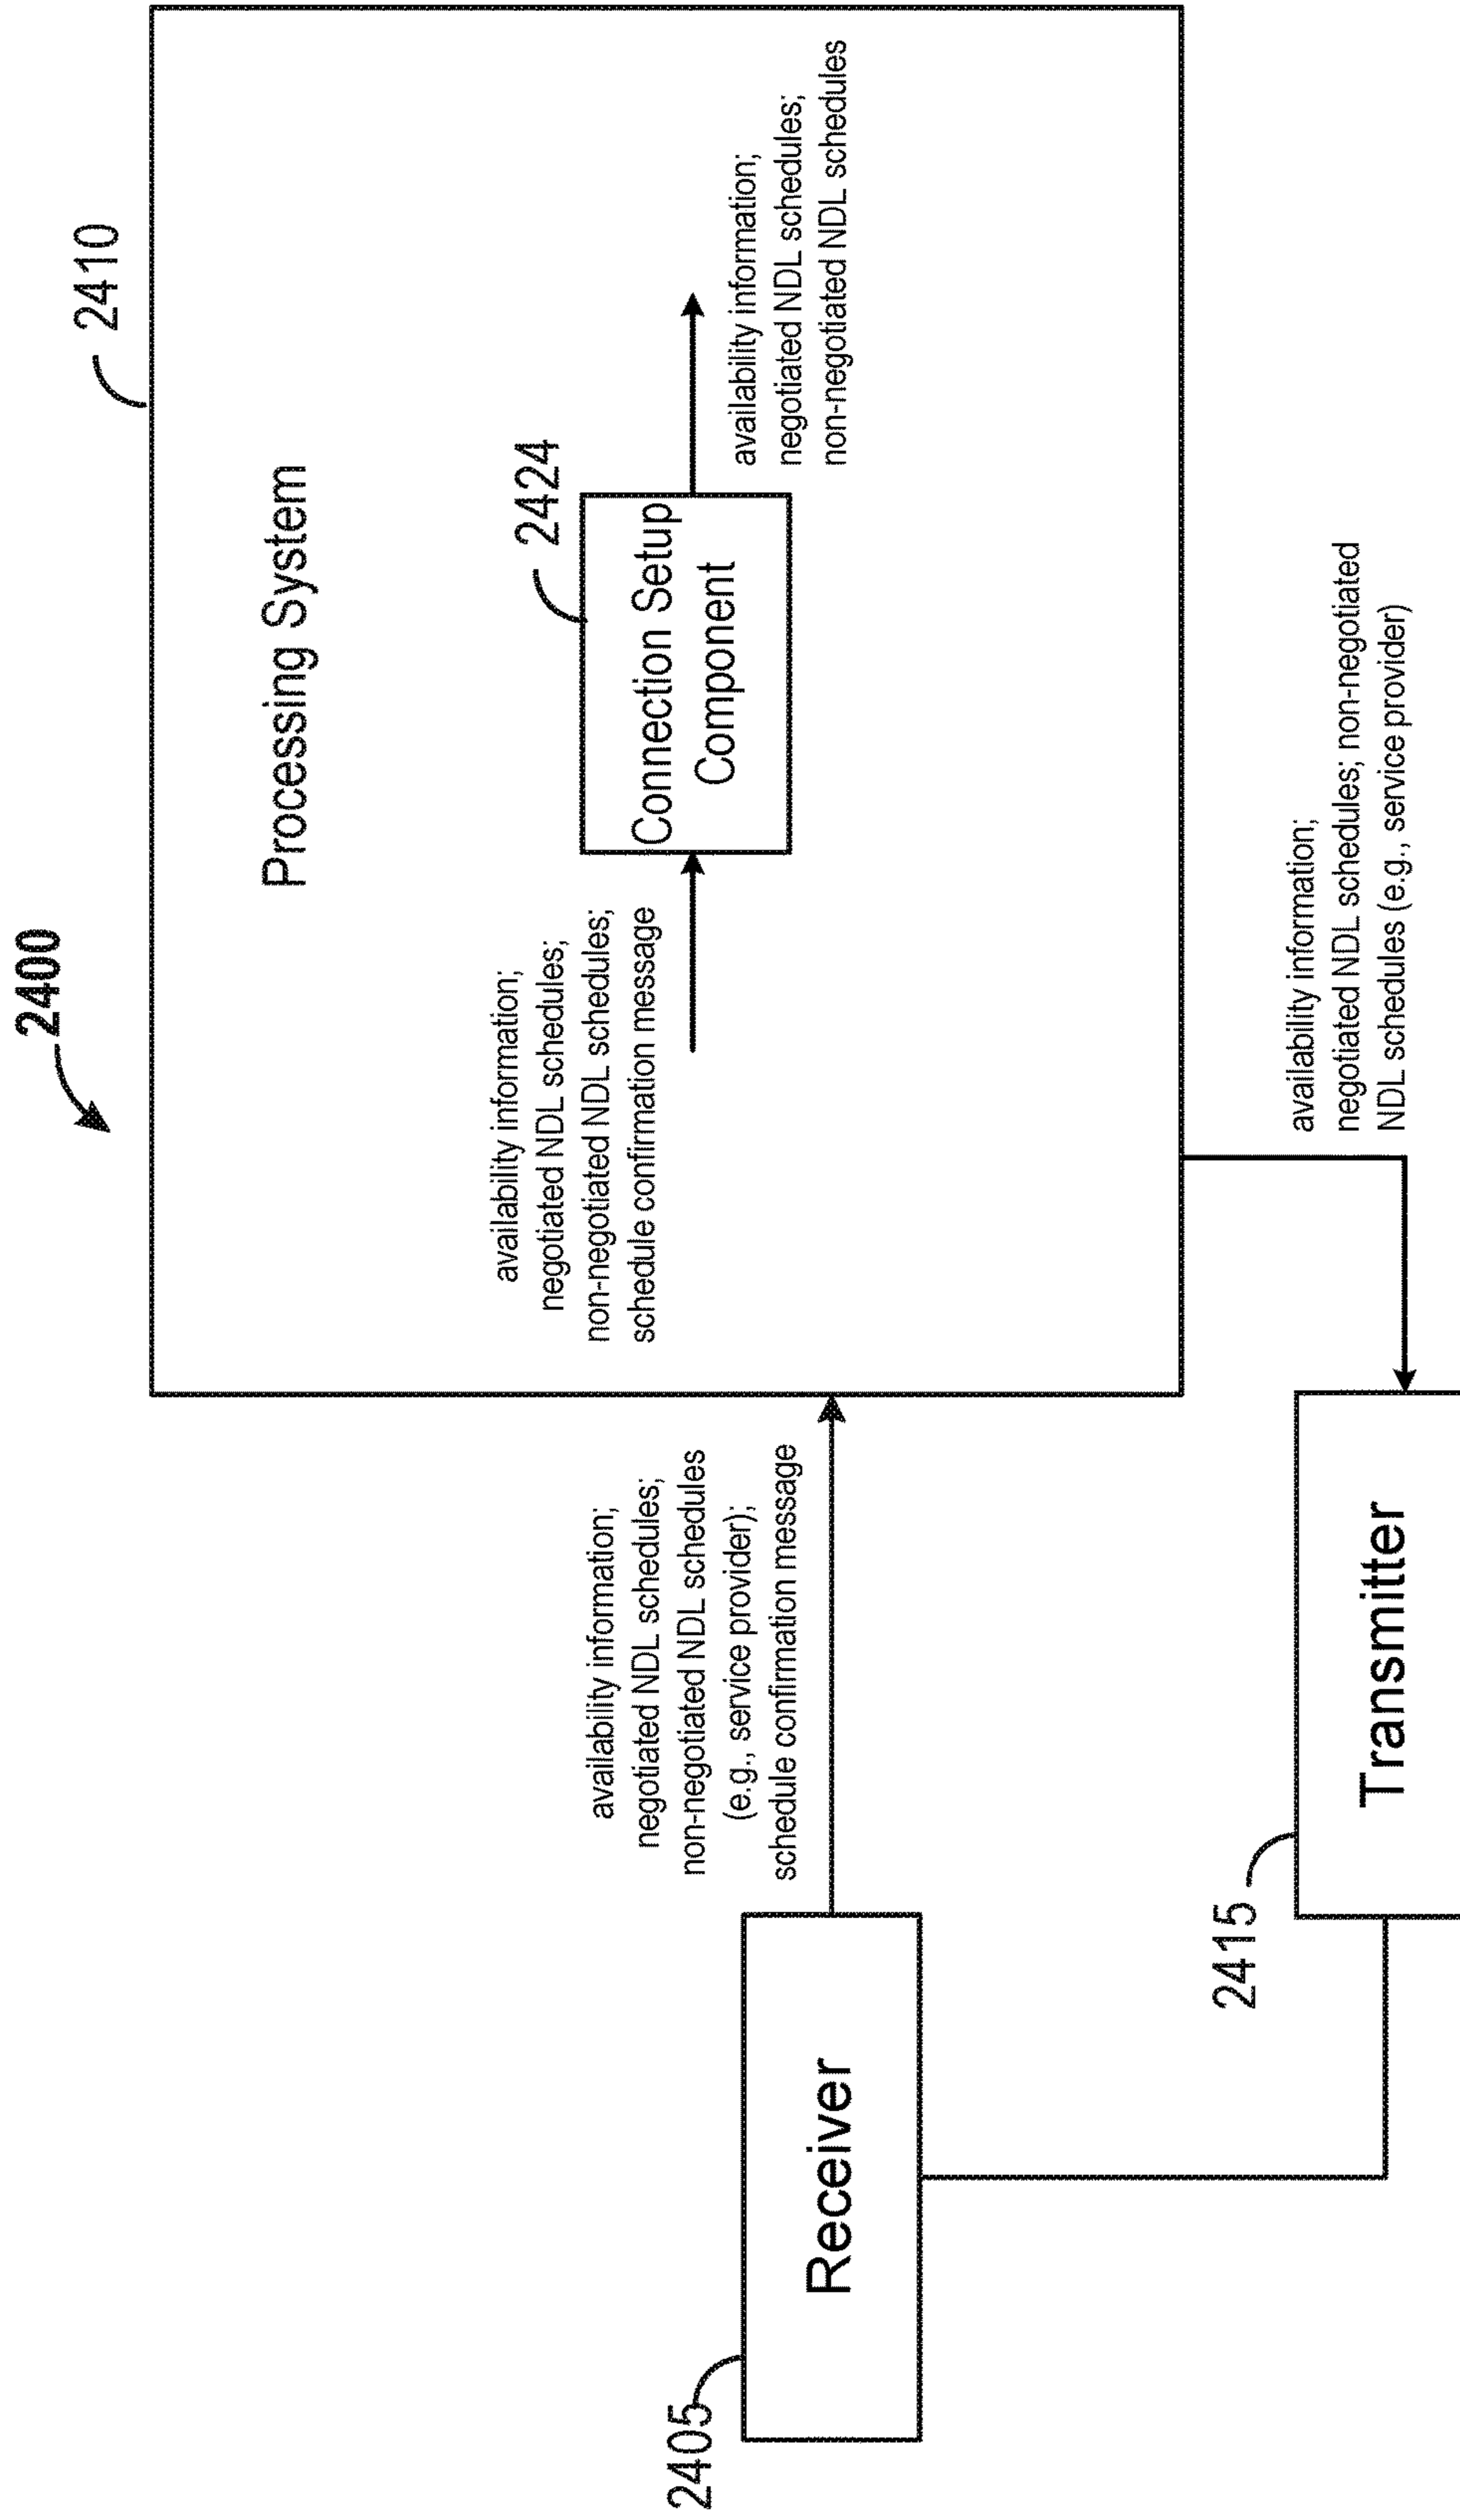 2400
2410
Processing System
2424
availability information;
negotiated NDL schedules;
non-negotiated NDL schedules;
schedule confirmation message
Connection Setup
Component
availability information;
negotiated NDL schedules;
non-negotiated NDL schedules
availability information;
negotiated NDL schedules;
non-negotiated NDL schedules
(e.g., service provider);
schedule confirmation message
2405
Receiver
availability information;
negotiated NDL schedules; non-negotiated
NDL schedules (e.g., service provider)
2415
Transmitter